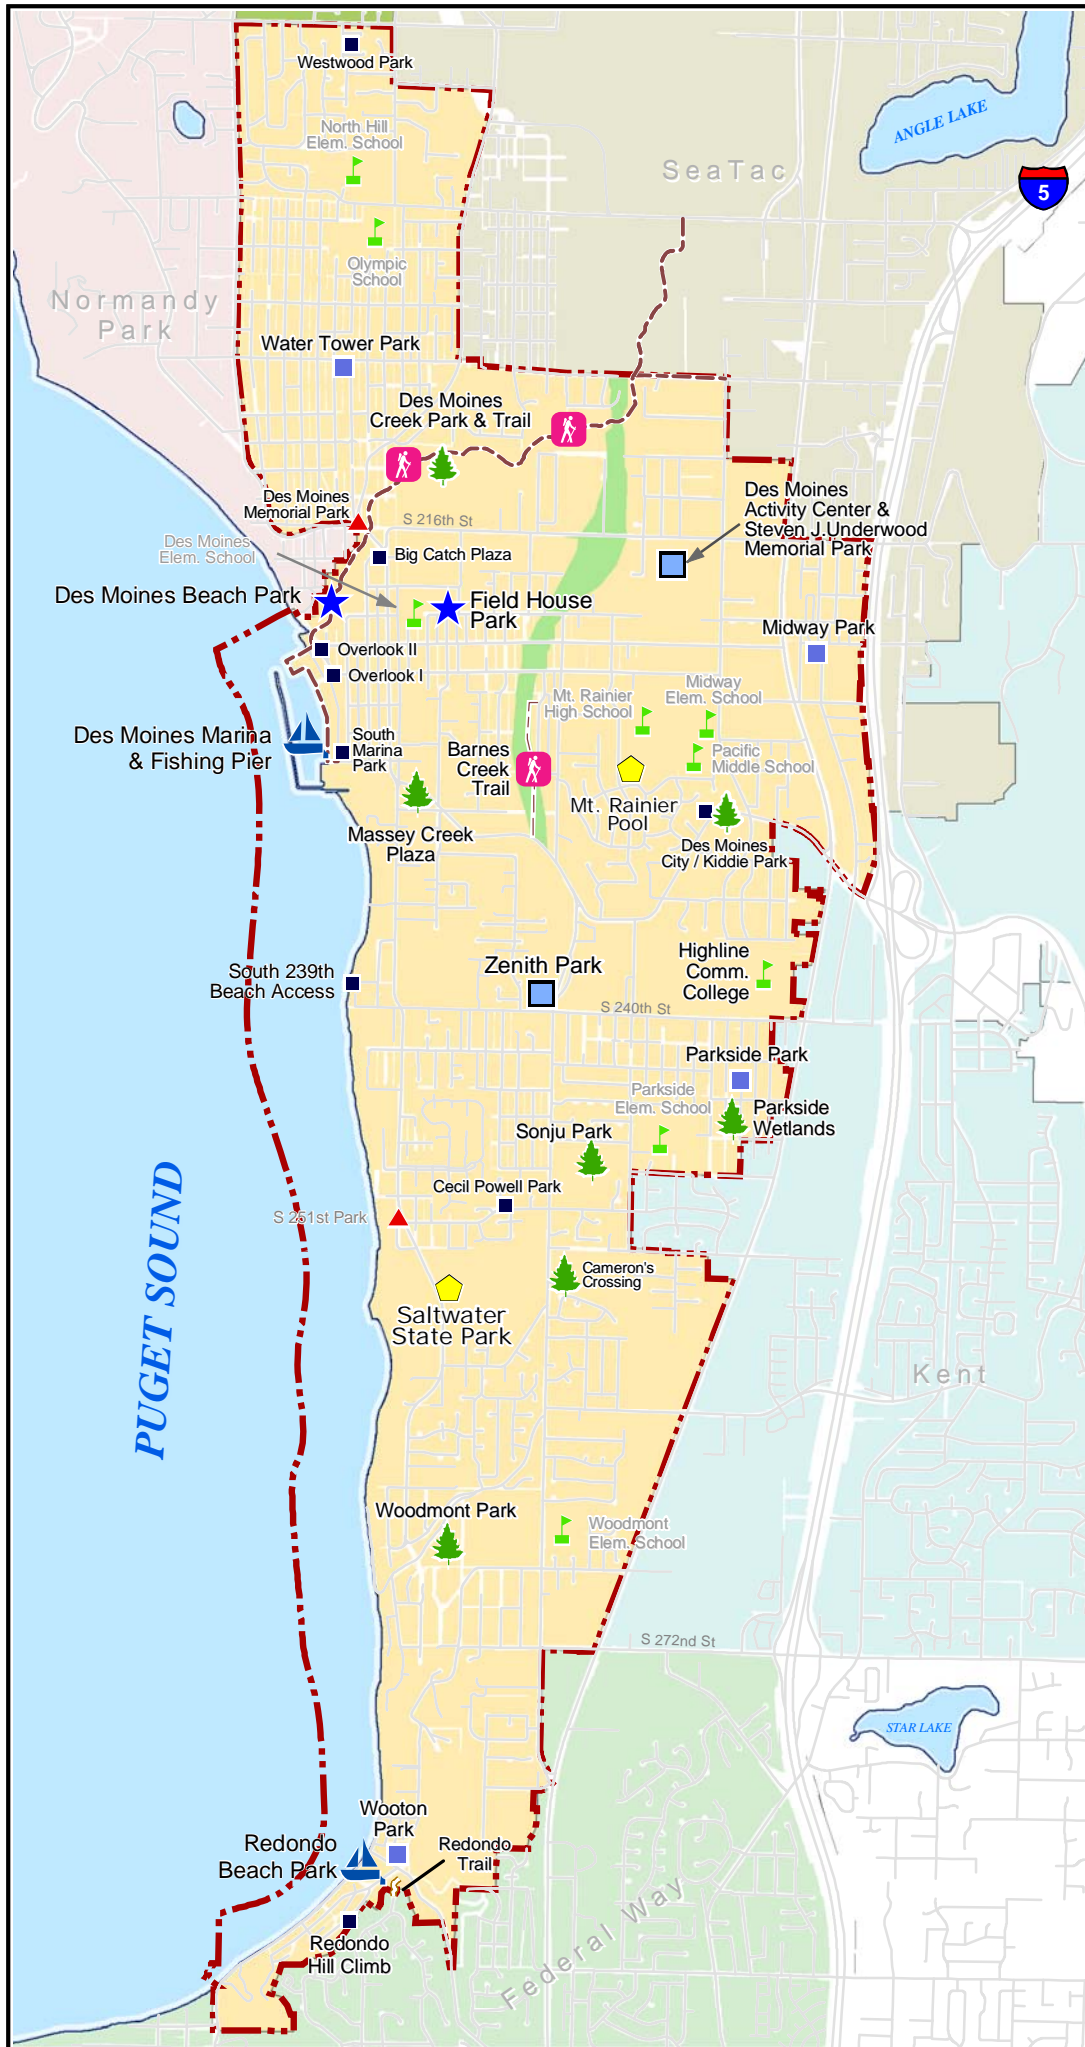 Westwood Park
ANGLE LAKE
North Hill
Elem. School
SeaTac
5
Olympic
School
Normandy
Park
Water Tower Park
Des Moines
Creek Park & Trail
Des Moines
Memorial Park
S 216th St
Des Moines
Activity Center &
Steven J.Underwood
Memorial Park
Des Moines
Elem. School
Big Catch Plaza
Des Moines Beach Park
Field House
Park
Midway Park
Overlook II
Overlook I
Mt. Rainier
High School
Midway
Elem. School
Des Moines Marina
& Fishing Pier
South
Marina
Park
Barnes
Creek
Trail
Pacific
Middle School
Mt. Rainier
Pool
Massey Creek
Plaza
Des Moines
City / Kiddie Park
South 239th
Beach Access
Zenith Park
Highline
Comm.
College
S 240th St
Parkside Park
Parkside
Elem. School
Parkside
Wetlands
Sonju Park
Cecil Powell Park
S 251st Park
PUGET SOUND
Cameron's
Crossing
Saltwater
State Park
Kent
Woodmont Park
Woodmont
Elem. School
S 272nd St
STAR LAKE
Wooton
Park
Redondo
Beach Park
Redondo
Trail
Redondo
Hill Climb
Federal Way